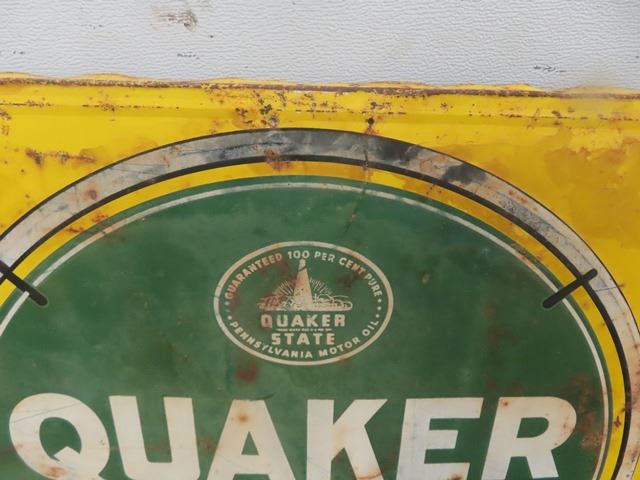 GUARANTEED 100 PER CENT PURE
QUAKER
STATE
PENNSYLVANIA MOTOR OIL
QUAKER